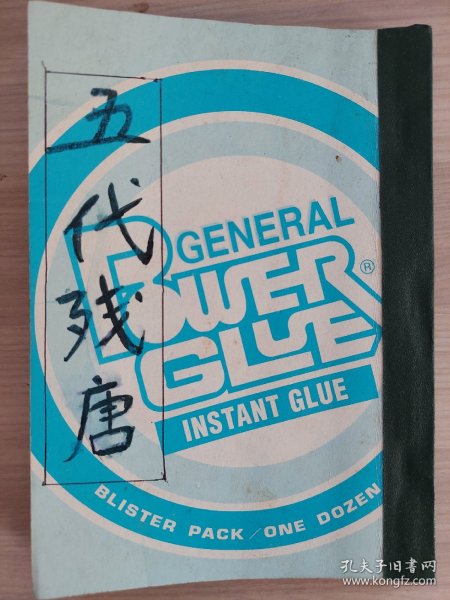 五代残唐
GENERAL
POWER
GLUE
®
INSTANT GLUE
BLISTER PACK / ONE DOZEN
孔夫子旧书网
www.kongfz.com